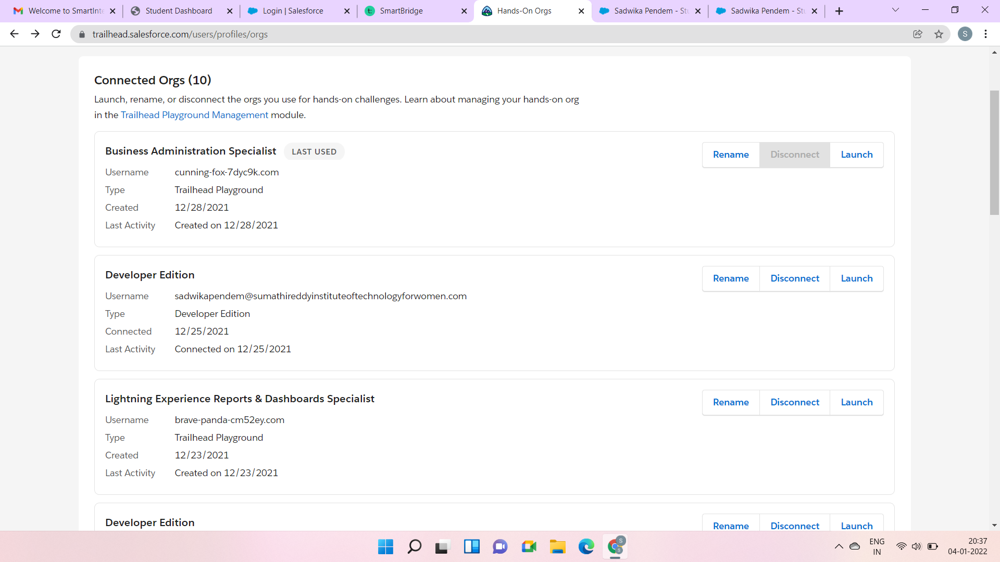 Welcome to SmartInte
Student Dashboard
Login | Salesforce
SmartBridge
Hands-On Orgs
Sadwika Pendem - Stu
Sadwika Pendem - Stu
trailhead.salesforce.com/users/profiles/orgs
S
Connected Orgs (10)
Launch, rename, or disconnect the orgs you use for hands-on challenges. Learn about managing your hands-on org
in the Trailhead Playground Management module.
Business Administration Specialist LAST USED
Rename Disconnect Launch
Username cunning-fox-7dyc9k.com
Type Trailhead Playground
Created 12/28/2021
Last Activity Created on 12/28/2021
Developer Edition
Rename Disconnect Launch
Username sadwikapendem@sumathireddyinstituteoftechnologyforwomen.com
Type Developer Edition
Connected 12/25/2021
Last Activity Connected on 12/25/2021
Lightning Experience Reports & Dashboards Specialist
Rename Disconnect Launch
Username brave-panda-cm52ey.com
Type Trailhead Playground
Created 12/23/2021
Last Activity Created on 12/23/2021
Developer Edition
Rename Disconnect Launch
ENG
IN
20:37
04-01-2022